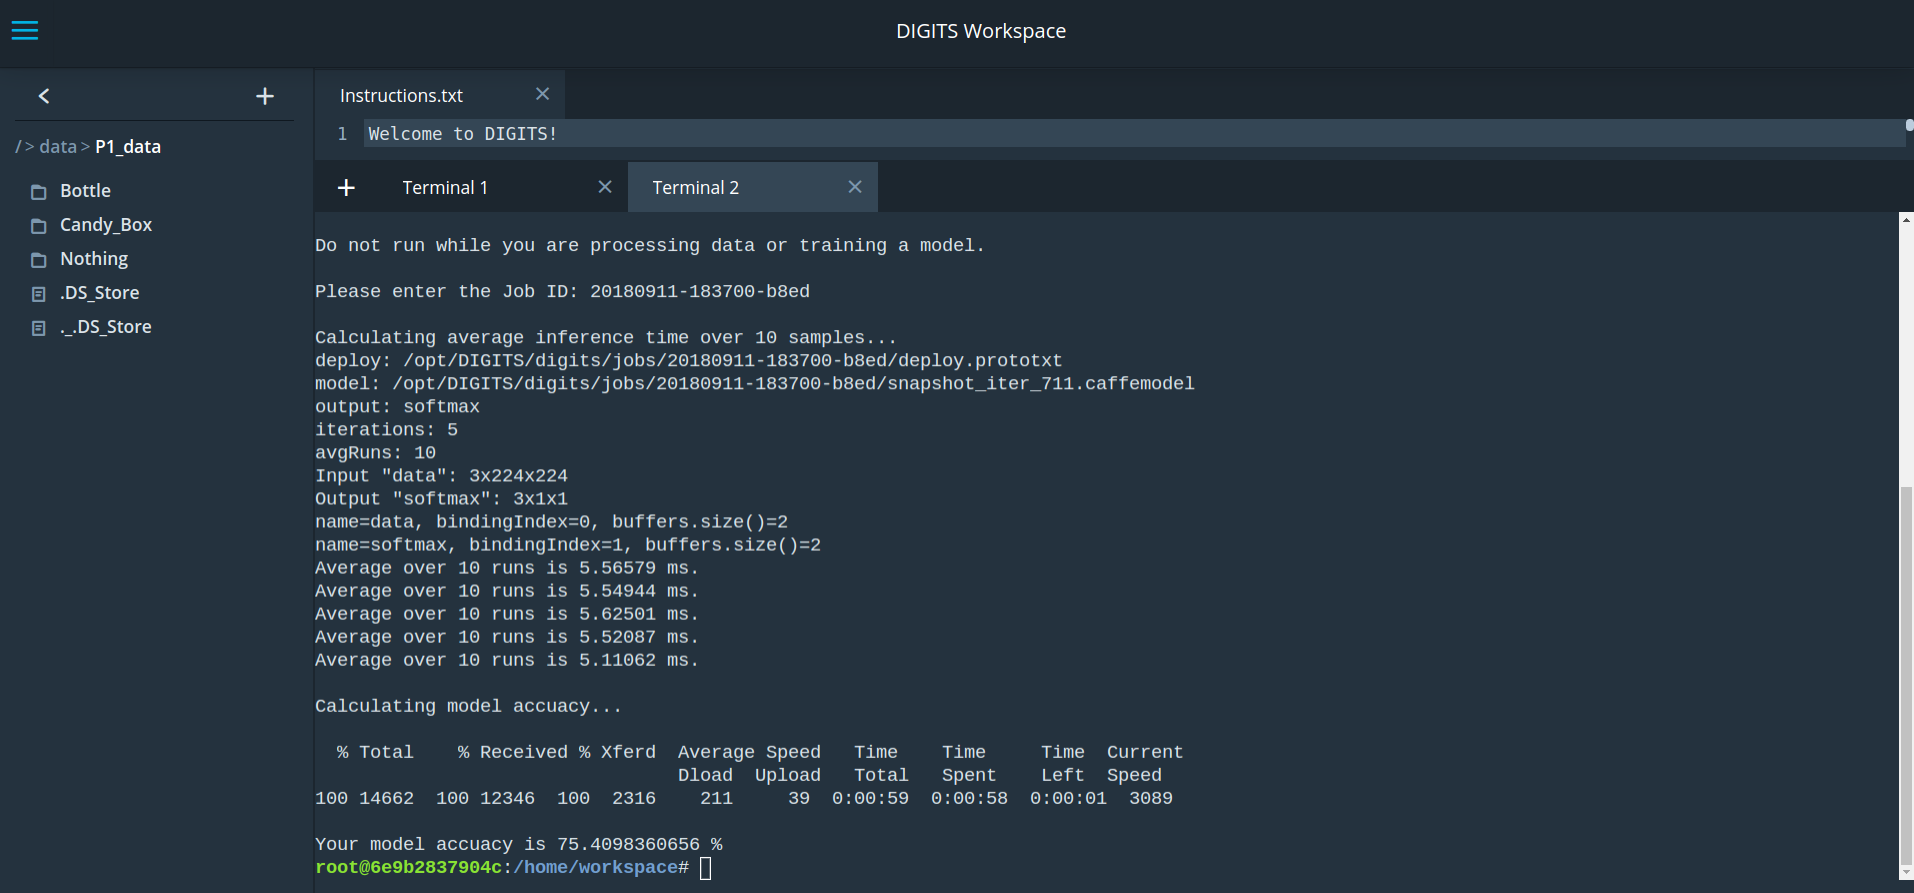 DIGITS Workspace
/ > data > P1_data
Bottle
Candy_Box
Nothing
.DS_Store
._.DS_Store
Instructions.txt
1 Welcome to DIGITS!
Terminal 1
Terminal 2
Do not run while you are processing data or training a model.
Please enter the Job ID: 20180911-183700-b8ed
Calculating average inference time over 10 samples...
deploy: /opt/DIGITS/digits/jobs/20180911-183700-b8ed/deploy.prototxt
model: /opt/DIGITS/digits/jobs/20180911-183700-b8ed/snapshot_iter_711.caffemodel
output: softmax
iterations: 5
avgRuns: 10
Input "data": 3x224x224
Output "softmax": 3x1x1
name=data, bindingIndex=0, buffers.size()=2
name=softmax, bindingIndex=1, buffers.size()=2
Average over 10 runs is 5.56579 ms.
Average over 10 runs is 5.54944 ms.
Average over 10 runs is 5.62501 ms.
Average over 10 runs is 5.52087 ms.
Average over 10 runs is 5.11062 ms.
Calculating model accuacy...
% Total % Received % Xferd Average Speed Time Time Time Current
Dload Upload Total Spent Left Speed
100 14662 100 12346 100 2316 211 39 0:00:59 0:00:58 0:00:01 3089
Your model accuacy is 75.4098360656 %
root@6e9b2837904c:/home/workspace#